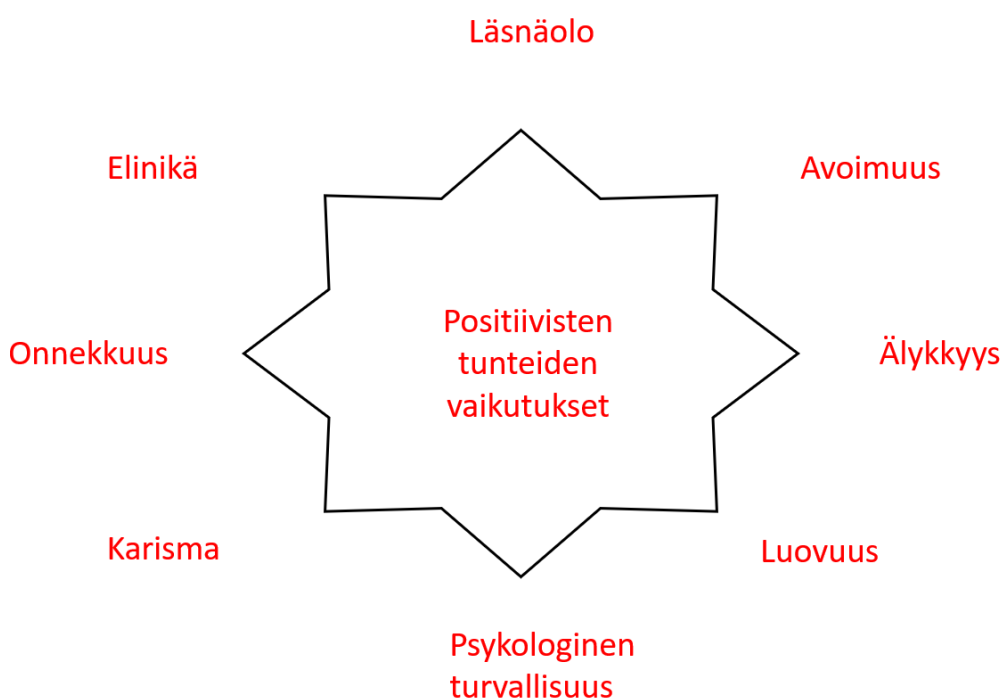 Läsnäolo
Elinikä
Avoimuus
Onnekkuus
Positiivisten
tunteiden
vaikutukset
Älykkyys
Karisma
Luovuus
Psykologinen
turvallisuus